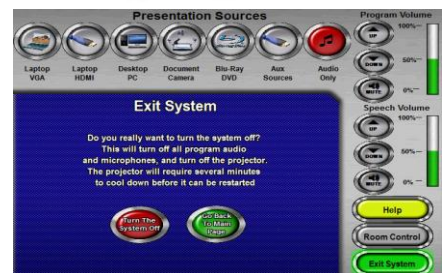 Presentation Sources
Laptop
VGA
Laptop
HDMI
Desktop
PC
Document
Camera
Blu-Ray
DVD
Aux
Sources
Audio
Only
Exit System
Do you really want to turn the system off?
This will turn off all program audio
and microphones, and turn off the projector.
The projector will require several minutes
to cool down before it can be restarted
Turn The
System Off
Go Back
To Main
Page
Program Volume
UP
100%
DOWN
50%
MUTE
0%
Speech Volume
UP
100%
DOWN
50%
MUTE
0%
Help
Room Control
Exit System